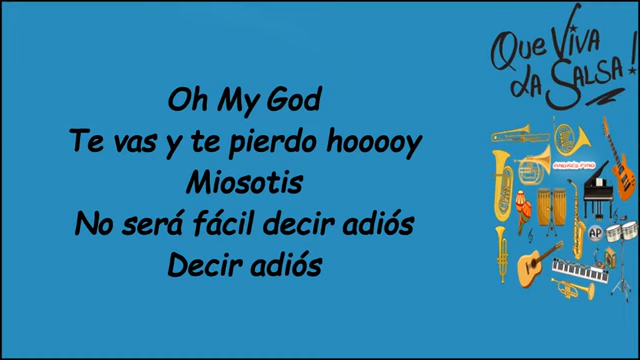 Que Viva
La Salsa!
Oh My God
Te vas y te pierdo hooooy
Miosotis
No será fácil decir adiós
Decir adiós
AP